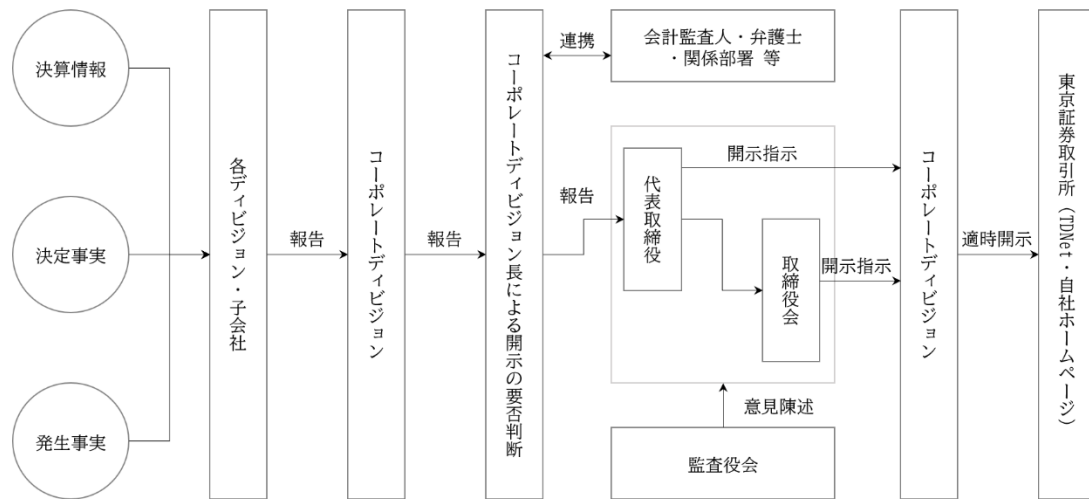 決算情報
決定事実
発生事実
各ディビジョン・子会社
報告
コーポレートディビジョン
報告
コーポレートディビジョン長による開示の要否判断
連携
会計監査人・弁護士
・関係部署 等
報告
代表取締役
開示指示
取締役会
開示指示
意見陳述
監査役会
コーポレートディビジョン
適時開示
東京証券取引所（TDNet・自社ホームページ）